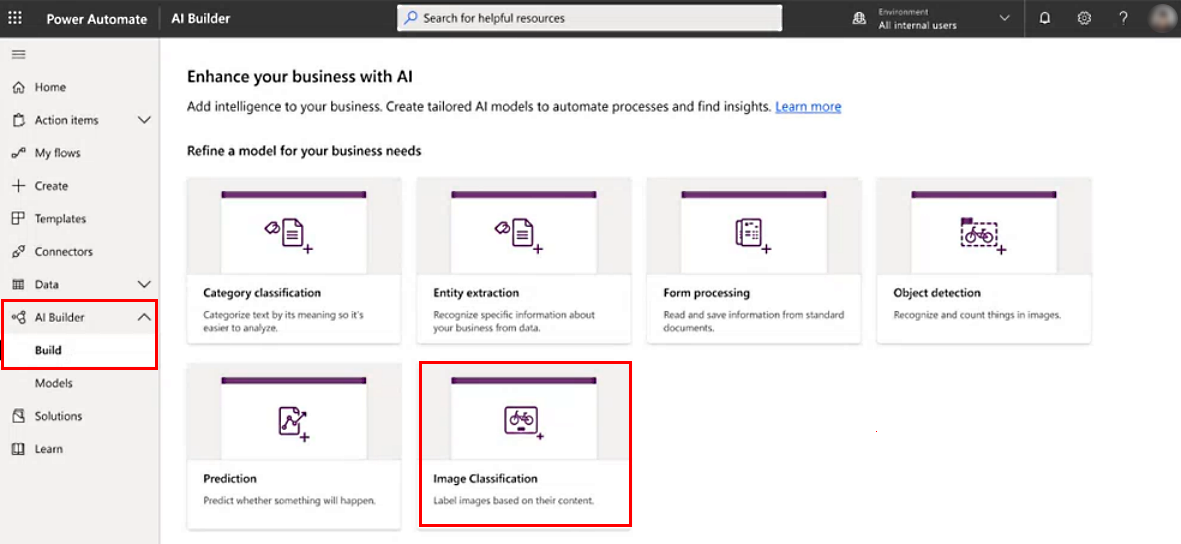 Power Automate AI Builder Search for helpful resources Environment
All internal users
Enhance your business with AI
Add intelligence to your business. Create tailored AI models to automate processes and find insights. Learn more
Refine a model for your business needs
Home
Action items
My flows
Create
Templates
Connectors
Data
AI Builder
Build
Models
Solutions
Learn
Category classification
Categorize text by its meaning so it's
easier to analyze.
Entity extraction
Recognize specific information about
your business from data.
Form processing
Read and save information from standard
documents.
Object detection
Recognize and count things in images.
Prediction
Predict whether something will happen.
Image Classification
Label images based on their content.